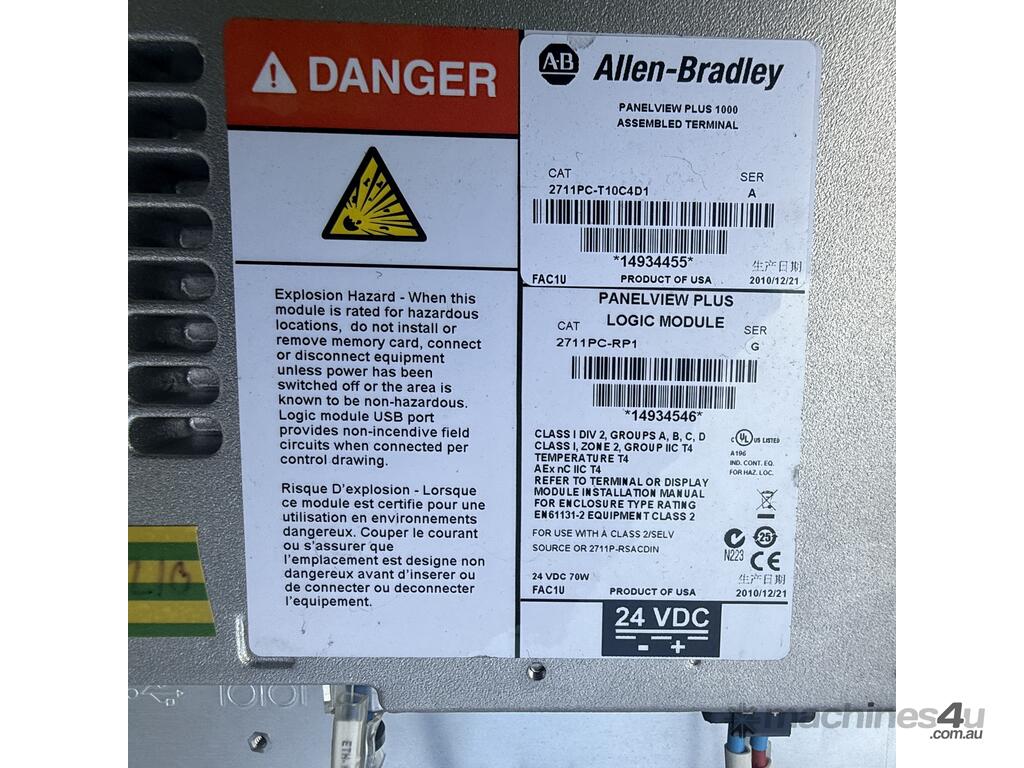 DANGER
Explosion Hazard - When this
module is rated for hazardous
locations, do not install or
remove memory card, connect
or disconnect equipment
unless power has been
switched off or the area is
known to be non-hazardous.
Logic module USB port
provides non-incendive field
circuits when connected per
control drawing.
Risque D'explosion - Lorsque
ce module est certifie pour une
utilisation en environnements
dangereux. Couper le courant
ou s'assurer que
l'emplacement est designe non
dangereux avant d'inserer ou
de connecter ou deconnecter
l'equipement.
A-B Allen-Bradley
PANELVIEW PLUS 1000
ASSEMBLED TERMINAL
CAT SER
2711PC-T10C4D1 A
*14934455* 生产日期
FAC1U PRODUCT OF USA 2010/12/21
PANELVIEW PLUS
LOGIC MODULE
CAT SER
2711PC-RP1 G
*14934546*
CLASS I DIV 2, GROUPS A, B, C, D
CLASS I, ZONE 2, GROUP IIC T4
TEMPERATURE T4
AEx nC IIC T4
REFER TO TERMINAL OR DISPLAY
MODULE INSTALLATION MANUAL
FOR ENCLOSURE TYPE RATING
EN61131-2 EQUIPMENT CLASS 2
C UL US LISTED
A196
IND. CONT. EQ.
FOR HAZ. LOC.
FOR USE WITH A CLASS 2/SELV
SOURCE OR 2711P-RSACDIN
N223
25
CE
24 VDC 70W 生产日期
FAC1U PRODUCT OF USA 2010/12/21
24 VDC
- +
IOIOI
ETH
machines4u
.com.au